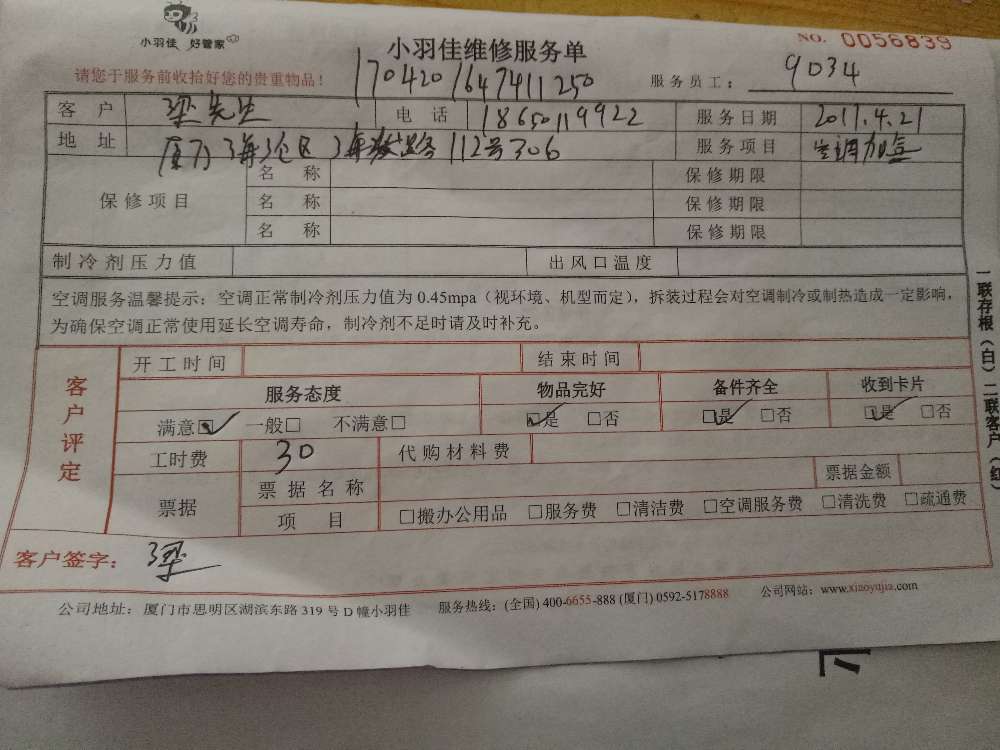 小羽佳 好管家
小羽佳维修服务单
NO. 0056839
请您于服务前收拾好您的贵重物品！
1704201647411250
服务员工： 9034
客户 梁先生 电话 18650119922 服务日期 2017.4.21
地址 厦门海沧区 112号306 服务项目 空调加氢
保修项目 名称 保修期限
名称 保修期限
名称 保修期限
制冷剂压力值 出风口温度
空调服务温馨提示：空调正常制冷剂压力值为 0.45mpa（视环境、机型而定），拆装过程会对空调制冷或制热造成一定影响，
为确保空调正常使用延长空调寿命，制冷剂不足时请及时补充。
客户评定
开工时间 结束时间
服务态度 物品完好 备件齐全 收到卡片
满意☑ 一般□ 不满意□ ☑是 □否 ☑是 □否 ☑是 □否
工时费 30 代购材料费
票据 票据名称 票据金额
项目 □搬办公用品 □服务费 □清洁费 □空调服务费 □清洗费 □疏通费
客户签字： 梁
公司地址：厦门市思明区湖滨东路 319 号 D 幢小羽佳 服务热线：(全国) 400-6655-888 (厦门) 0592-5178888 公司网站：www.xiaoyujia.com
一联存根（白）二联客户（红）